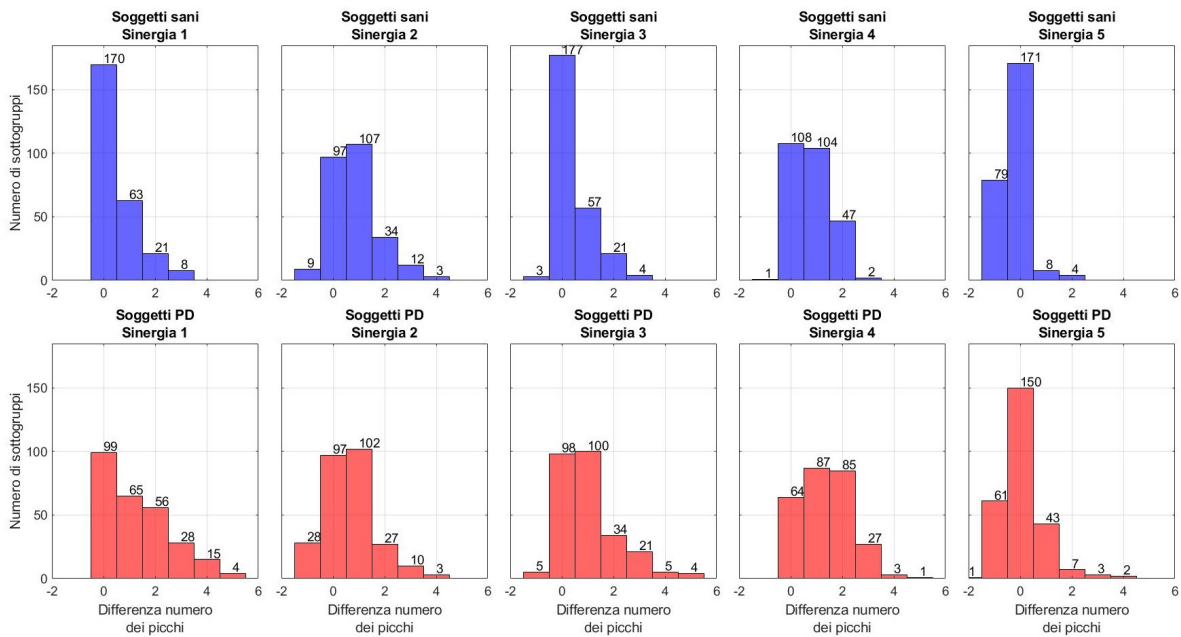 Soggetti sani
Sinergia 1
Soggetti sani
Sinergia 2
Soggetti sani
Sinergia 3
Soggetti sani
Sinergia 4
Soggetti sani
Sinergia 5
Numero di sottogruppi
150
100
50
0
170
63
21
8
-2 0 2 4 6
9
97
107
34
12
3
-2 0 2 4 6
3
177
57
21
4
-2 0 2 4 6
1
108
104
47
2
-2 0 2 4 6
79
171
8
4
-2 0 2 4 6
Soggetti PD
Sinergia 1
Soggetti PD
Sinergia 2
Soggetti PD
Sinergia 3
Soggetti PD
Sinergia 4
Soggetti PD
Sinergia 5
Numero di sottogruppi
150
100
50
0
99
65
56
28
15
4
-2 0 2 4 6
Differenza numero
dei picchi
28
97
102
27
10
3
-2 0 2 4 6
Differenza numero
dei picchi
5
98
100
34
21
5
4
-2 0 2 4 6
Differenza numero
dei picchi
64
87
85
27
3
1
-2 0 2 4 6
Differenza numero
dei picchi
1
61
150
43
7
3
2
-2 0 2 4 6
Differenza numero
dei picchi